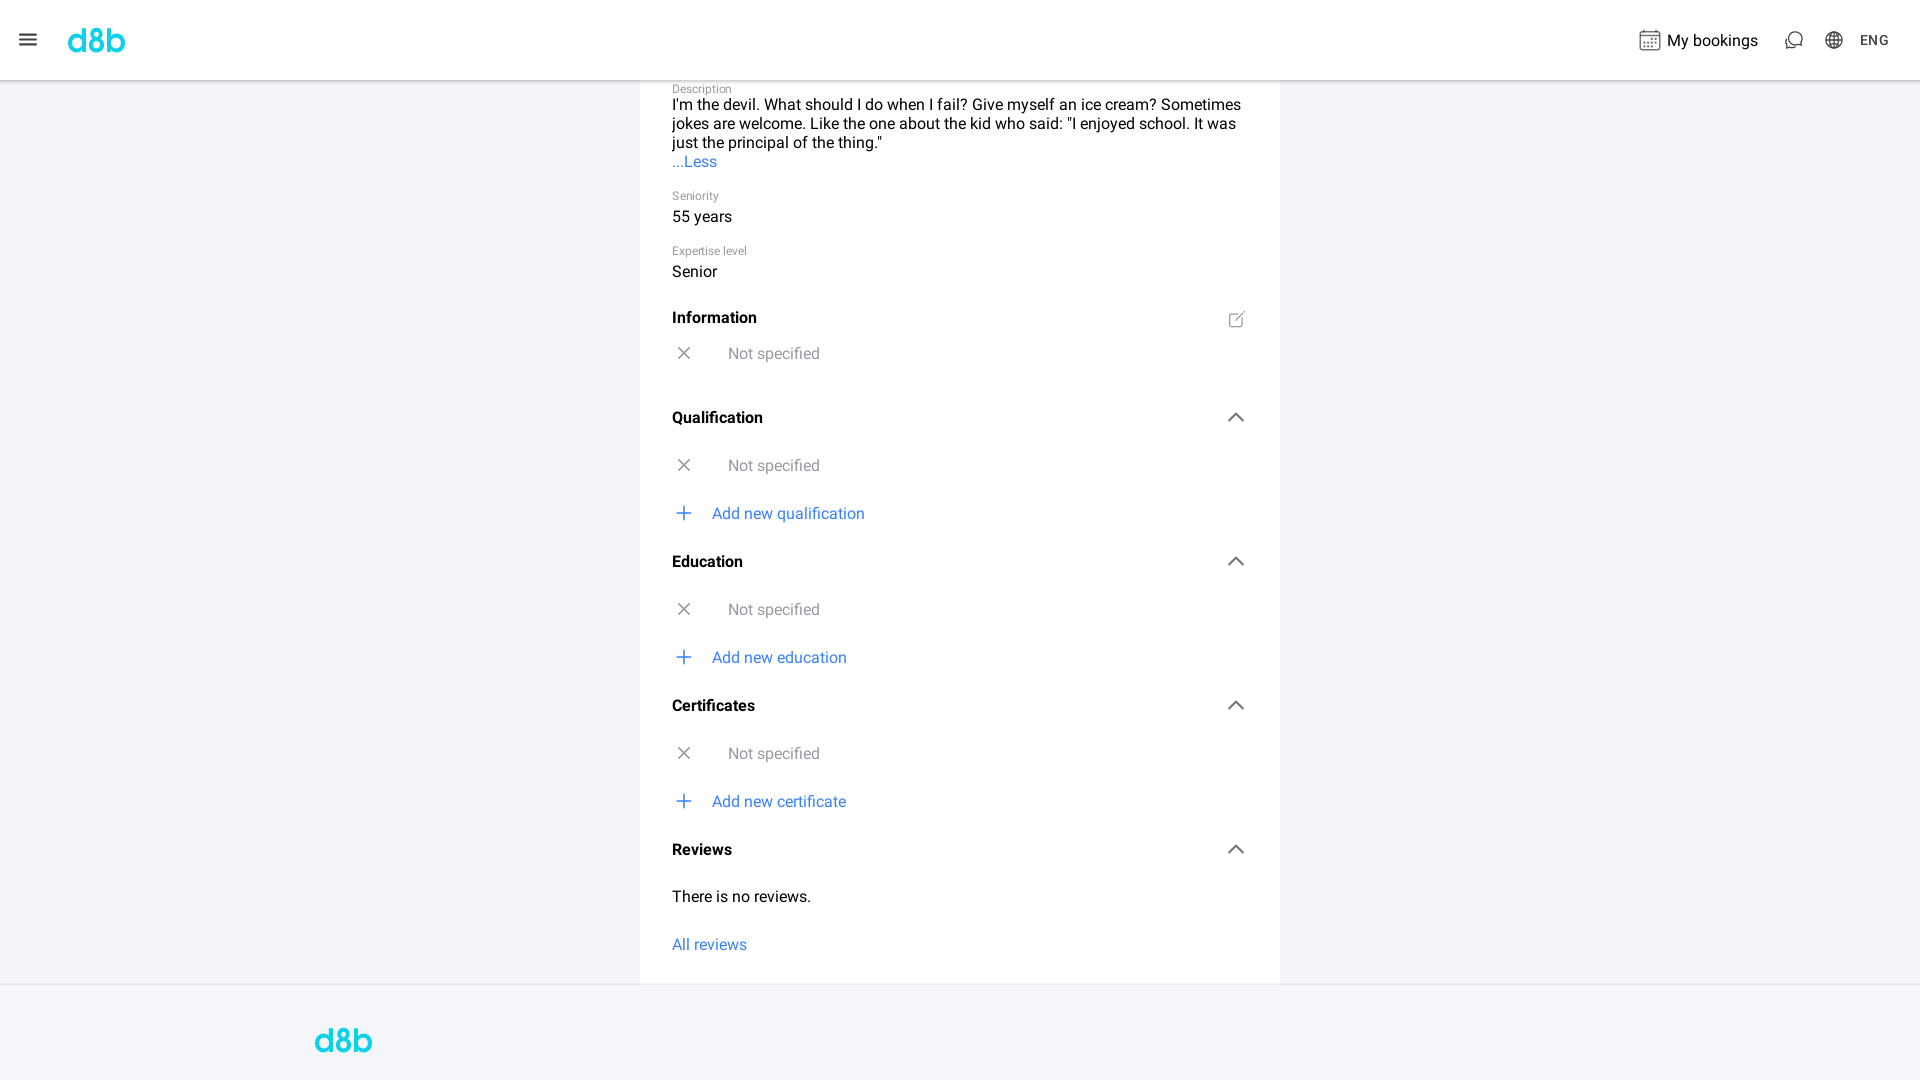 d8b
My bookings
ENG
Description
I'm the devil. What should I do when I fail? Give myself an ice cream? Sometimes
jokes are welcome. Like the one about the kid who said: "I enjoyed school. It was
just the principal of the thing."
...Less
Seniority
55 years
Expertise level
Senior
Information
Not specified
Qualification
Not specified
Add new qualification
Education
Not specified
Add new education
Certificates
Not specified
Add new certificate
Reviews
There is no reviews.
All reviews
d8b